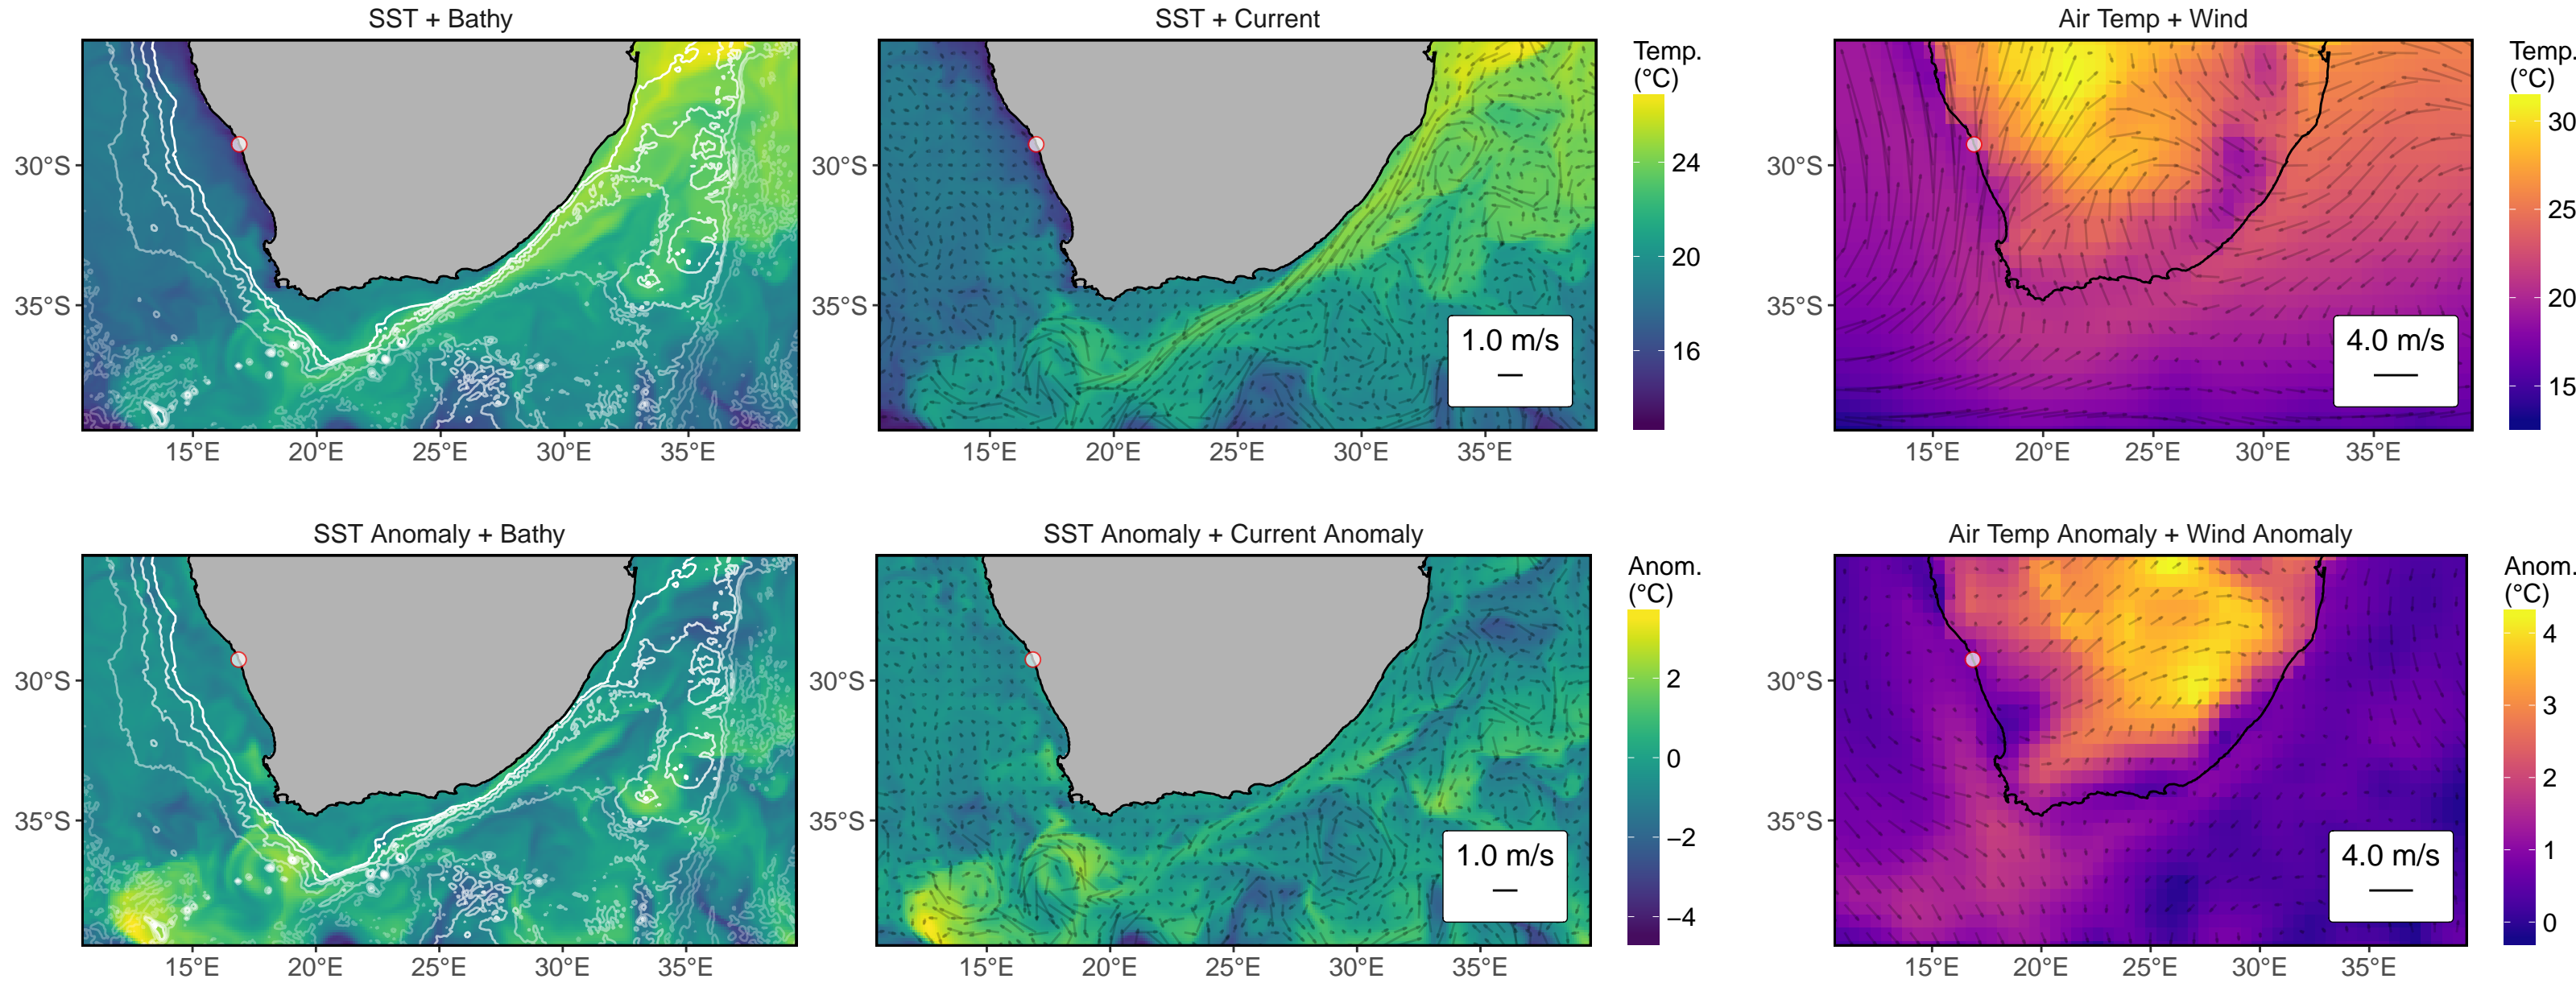 SST + Bathy
30°S
35°S
15°E 20°E 25°E 30°E 35°E
SST + Current
30°S
35°S
15°E 20°E 25°E 30°E 35°E
1.0 m/s
Temp.
(°C)
24
20
16
Air Temp + Wind
30°S
35°S
15°E 20°E 25°E 30°E 35°E
4.0 m/s
Temp.
(°C)
30
25
20
15
SST Anomaly + Bathy
30°S
35°S
15°E 20°E 25°E 30°E 35°E
SST Anomaly + Current Anomaly
30°S
35°S
15°E 20°E 25°E 30°E 35°E
1.0 m/s
Anom.
(°C)
2
0
−2
−4
Air Temp Anomaly + Wind Anomaly
30°S
35°S
15°E 20°E 25°E 30°E 35°E
4.0 m/s
Anom.
(°C)
4
3
2
1
0